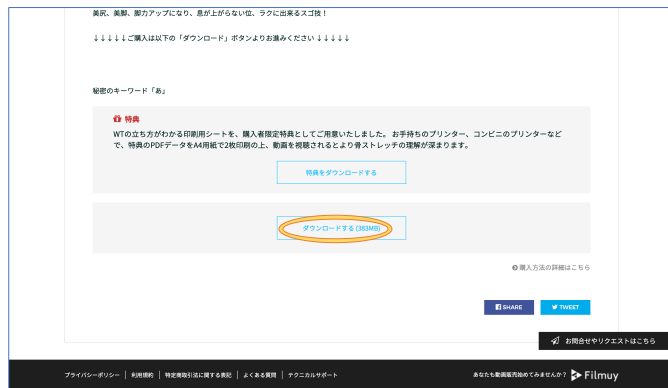 美尻、美脚、脚力アップになり、息が上がらない位、ラクに出来るスゴ技！
↓↓↓↓↓ご購入は以下の「ダウンロード」ボタンよりお進みください↓↓↓↓↓
秘密のキーワード「あ」
特典
WTの立ち方がわかる印刷用シートを、購入者限定特典としてご用意いたしました。 お手持ちのプリンター、コンビニのプリンターなど
で、特典のPDFデータをA4用紙で2枚印刷の上、動画を視聴されるとより骨ストレッチの理解が深まります。
特典をダウンロードする
ダウンロードする (383MB)
購入方法の詳細はこちら
SHARE TWEET
お問合せやリクエストはこちら
プライバシーポリシー | 利用規約 | 特定商取引法に関する表記 | よくある質問 | テクニカルサポート あなたも動画販売始めてみませんか？ Filmuy